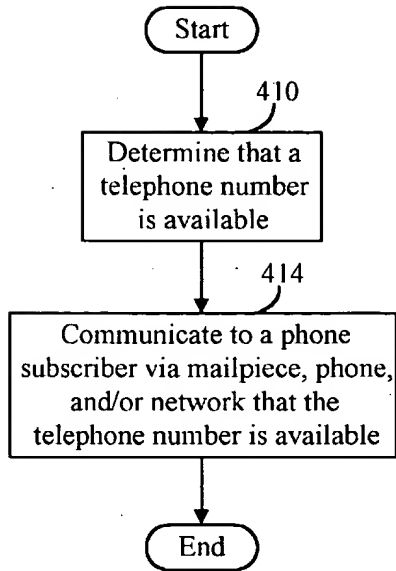 Start
410
Determine that a
telephone number
is available
414
Communicate to a phone
subscriber via mailpiece, phone,
and/or network that the
telephone number is available
End